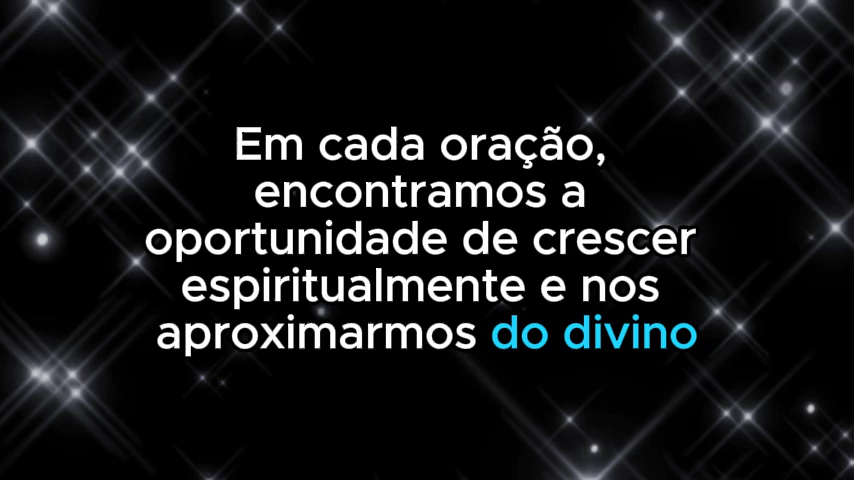 Em cada oração,
encontramos a
oportunidade de crescer
espiritualmente e nos
aproximarmos do divino